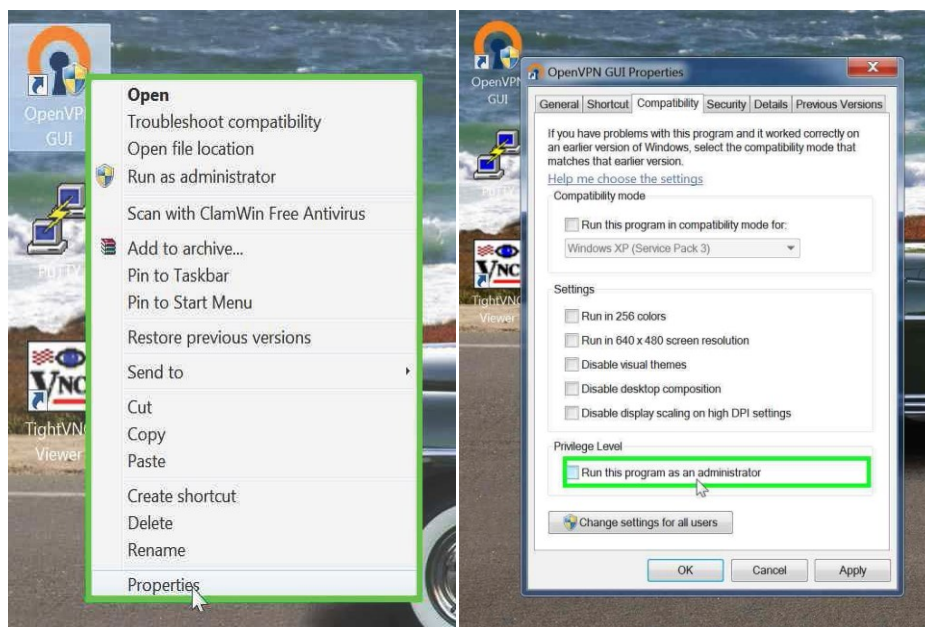 OpenVP
GUI
PuTTY
VNC
TightVN
Viewer
Open
Troubleshoot compatibility
Open file location
Run as administrator
Scan with ClamWin Free Antivirus
Add to archive...
Pin to Taskbar
Pin to Start Menu
Restore previous versions
Send to
Cut
Copy
Paste
Create shortcut
Delete
Rename
Properties
OpenVPN
GUI
VNC
TightVNC
Viewer
OpenVPN GUI Properties
General Shortcut Compatibility Security Details Previous Versions
If you have problems with this program and it worked correctly on
an earlier version of Windows, select the compatibility mode that
matches that earlier version.
Help me choose the settings
Compatibility mode
Run this program in compatibility mode for:
Windows XP (Service Pack 3)
Settings
Run in 256 colors
Run in 640 x 480 screen resolution
Disable visual themes
Disable desktop composition
Disable display scaling on high DPI settings
Privilege Level
Run this program as an administrator
Change settings for all users
OK Cancel Apply